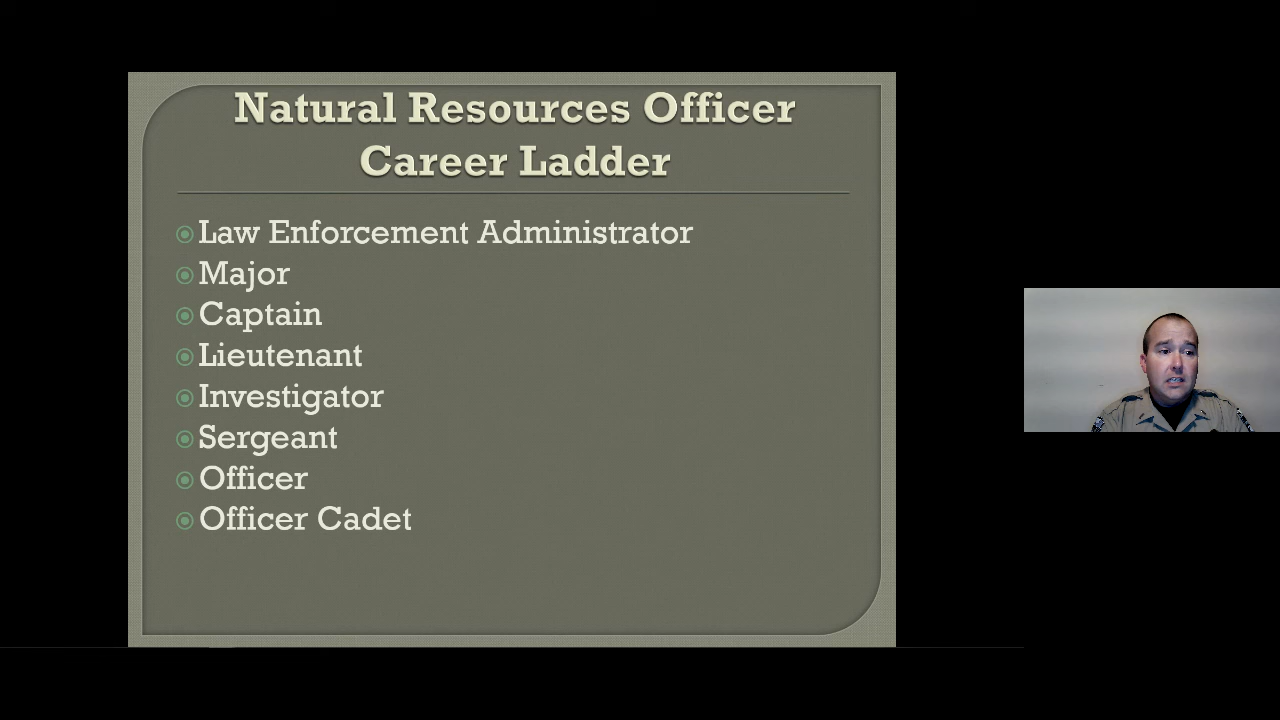 Natural Resources Officer
Career Ladder
Law Enforcement Administrator
Major
Captain
Lieutenant
Investigator
Sergeant
Officer
Officer Cadet